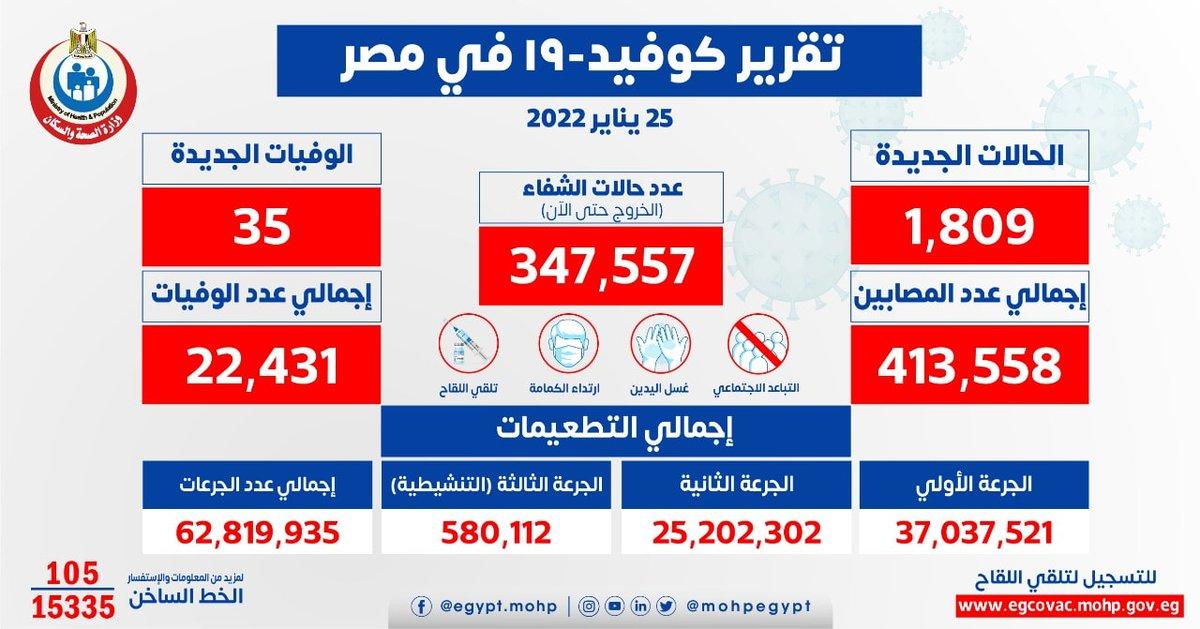 تقرير كوفيد-١٩ في مصر
25 يناير 2022
Ministry of Health & Population
وزارة الصحة والسكان
الحالات الجديدة
1,809
إجمالي عدد المصابين
413,558
عدد حالات الشفاء
(الخروج حتى الآن)
347,557
الوفيات الجديدة
35
إجمالي عدد الوفيات
22,431
التباعد الاجتماعي
غسل اليدين
ارتداء الكمامة
تلقي اللقاح
إجمالي التطعيمات
الجرعة الأولي
37,037,521
الجرعة الثانية
25,202,302
الجرعة الثالثة (التنشيطية)
580,112
إجمالي عدد الجرعات
62,819,935
للتسجيل لتلقي اللقاح
www.egcovac.mohp.gov.eg
@egypt.mohp
@mohpegypt
لمزيد من المعلومات والإستفسار
الخط الساخن
105
15335